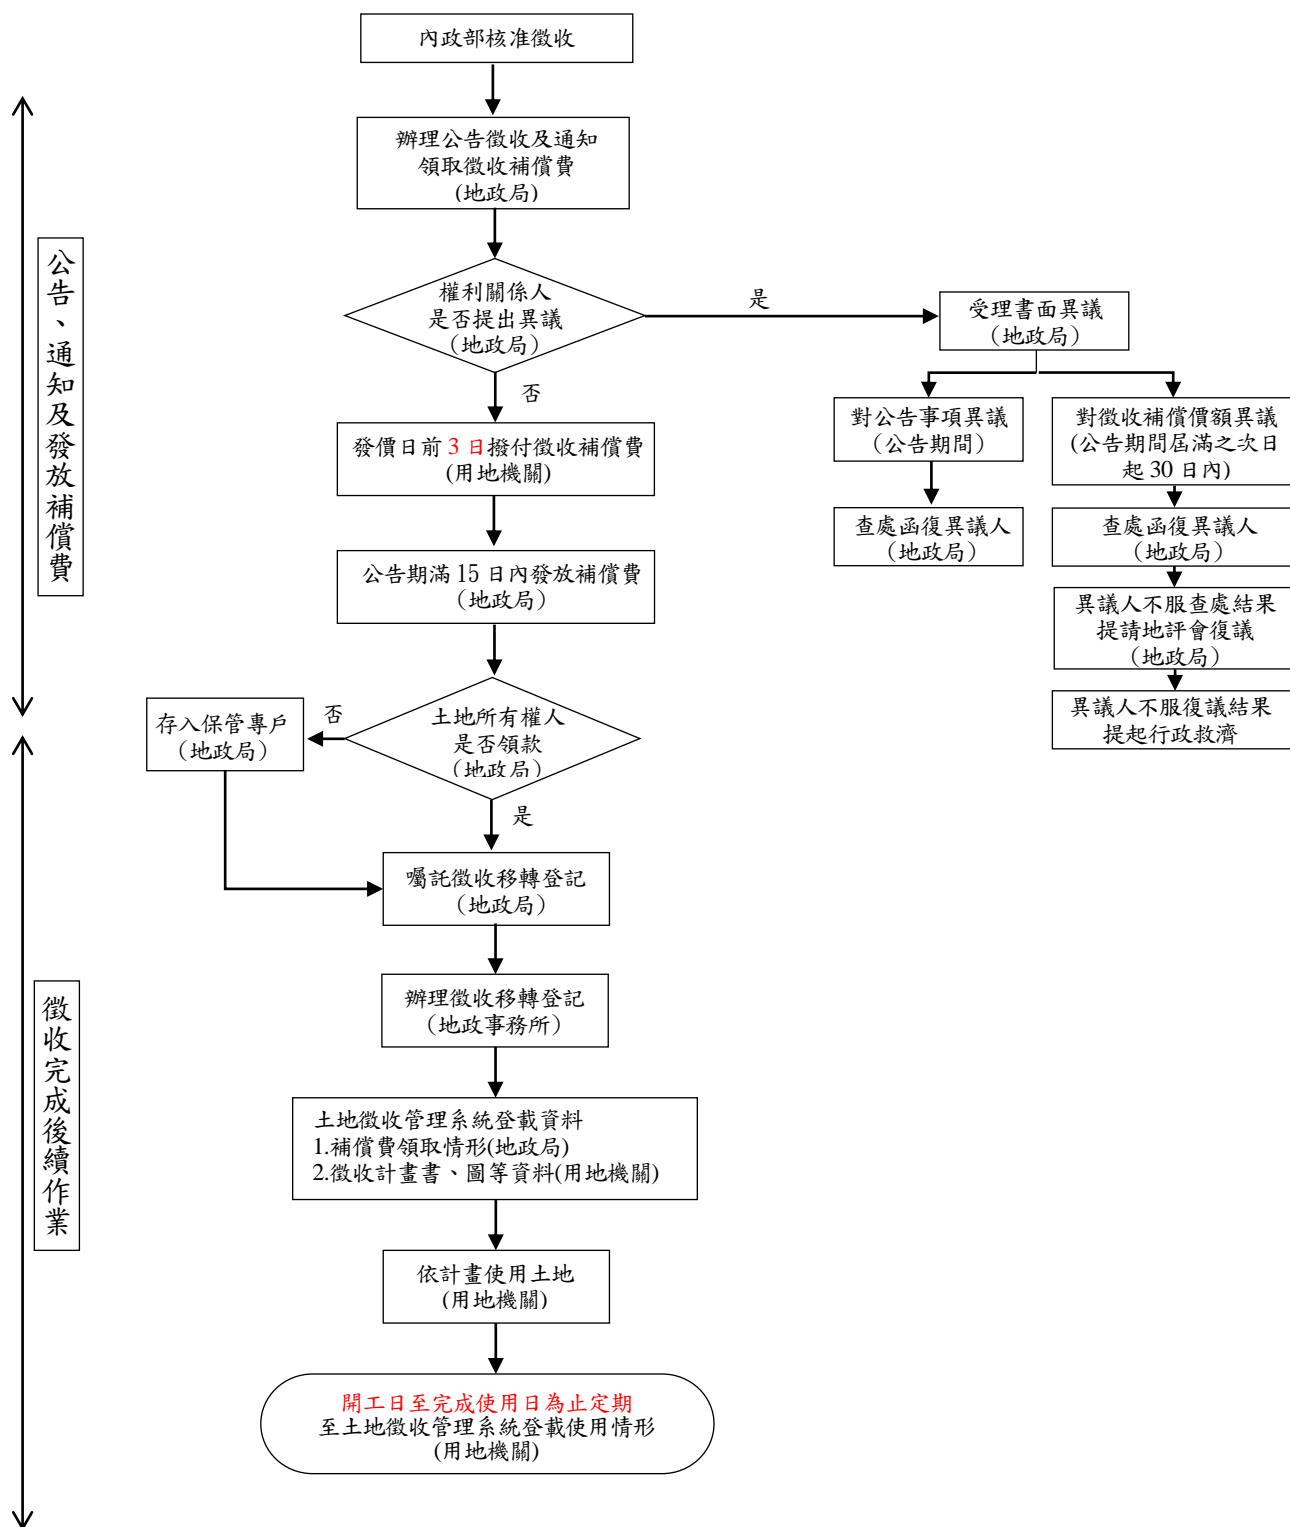 內政部核准徵收
辦理公告徵收及通知
領取徵收補償費
(地政局)
公告、通知及發放補償費
權利關係人
是否提出異議
(地政局)
是
受理書面異議
(地政局)
否
對公告事項異議
(公告期間)
對徵收補償價額異議
(公告期間屆滿之次日
起 30 日內)
發價日前 3 日撥付徵收補償費
(用地機關)
查處函復異議人
(地政局)
查處函復異議人
(地政局)
公告期滿 15 日內發放補償費
(地政局)
異議人不服查處結果
提請地評會復議
(地政局)
異議人不服復議結果
提起行政救濟
土地所有權人
是否領款
(地政局)
否
存入保管專戶
(地政局)
是
囑託徵收移轉登記
(地政局)
徵收完成後續作業
辦理徵收移轉登記
(地政事務所)
土地徵收管理系統登載資料
1.補償費領取情形(地政局)
2.徵收計畫書、圖等資料(用地機關)
依計畫使用土地
(用地機關)
開工日至完成使用日為止定期
至土地徵收管理系統登載使用情形
(用地機關)